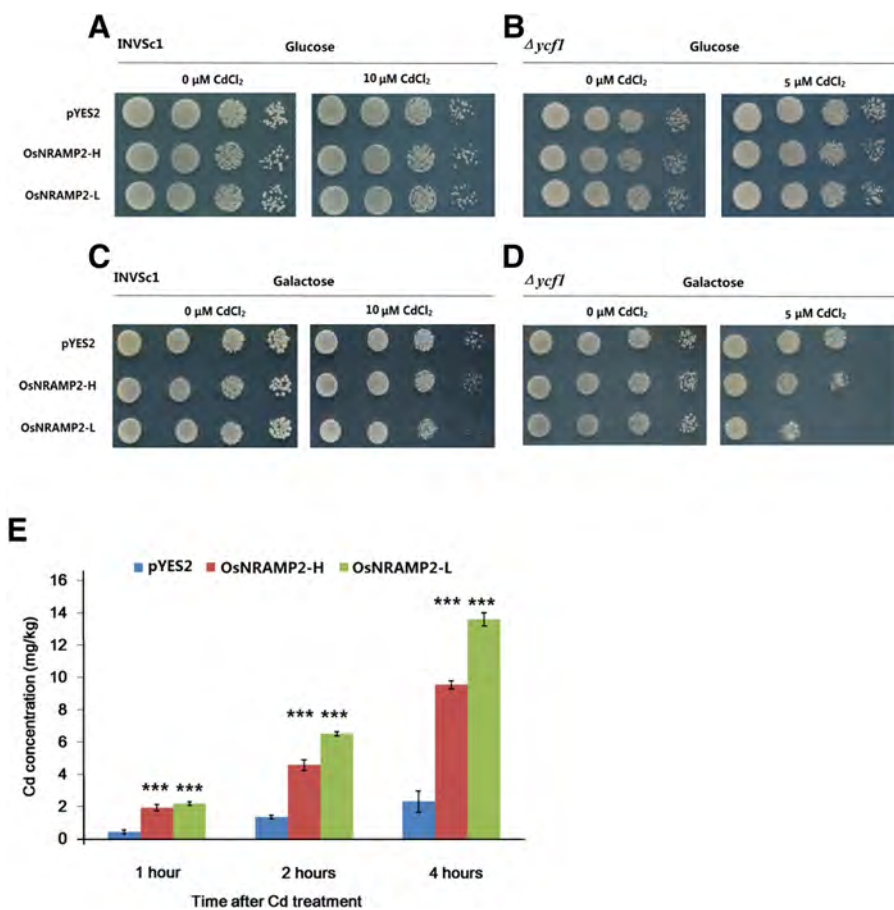 A
B
INVSc1 Glucose
Δycf1 Glucose
0 μM CdCl₂ 10 μM CdCl₂
0 μM CdCl₂ 5 μM CdCl₂
pYES2
OsNRAMP2-H
OsNRAMP2-L
C
D
INVSc1 Galactose
Δycf1 Galactose
0 μM CdCl₂ 10 μM CdCl₂
0 μM CdCl₂ 5 μM CdCl₂
pYES2
OsNRAMP2-H
OsNRAMP2-L
E
pYES2 OsNRAMP2-H OsNRAMP2-L
Cd concentration (mg/kg)
16
14
12
10
8
6
4
2
0
*** ***
*** ***
*** ***
1 hour 2 hours 4 hours
Time after Cd treatment